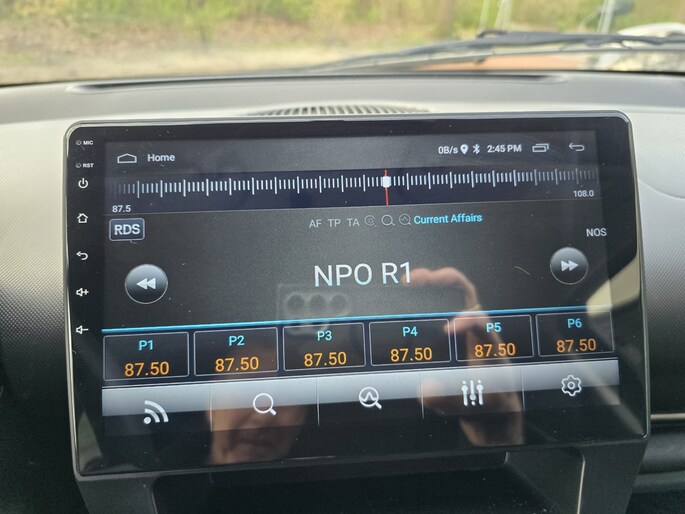 MIC
Home
0B/s 2:45 PM
RST
87.5
108.0
RDS
AF TP TA Current Affairs
NOS
NPO R1
P1 P2 P3 P4 P5 P6
87.50 87.50 87.50 87.50 87.50 87.50